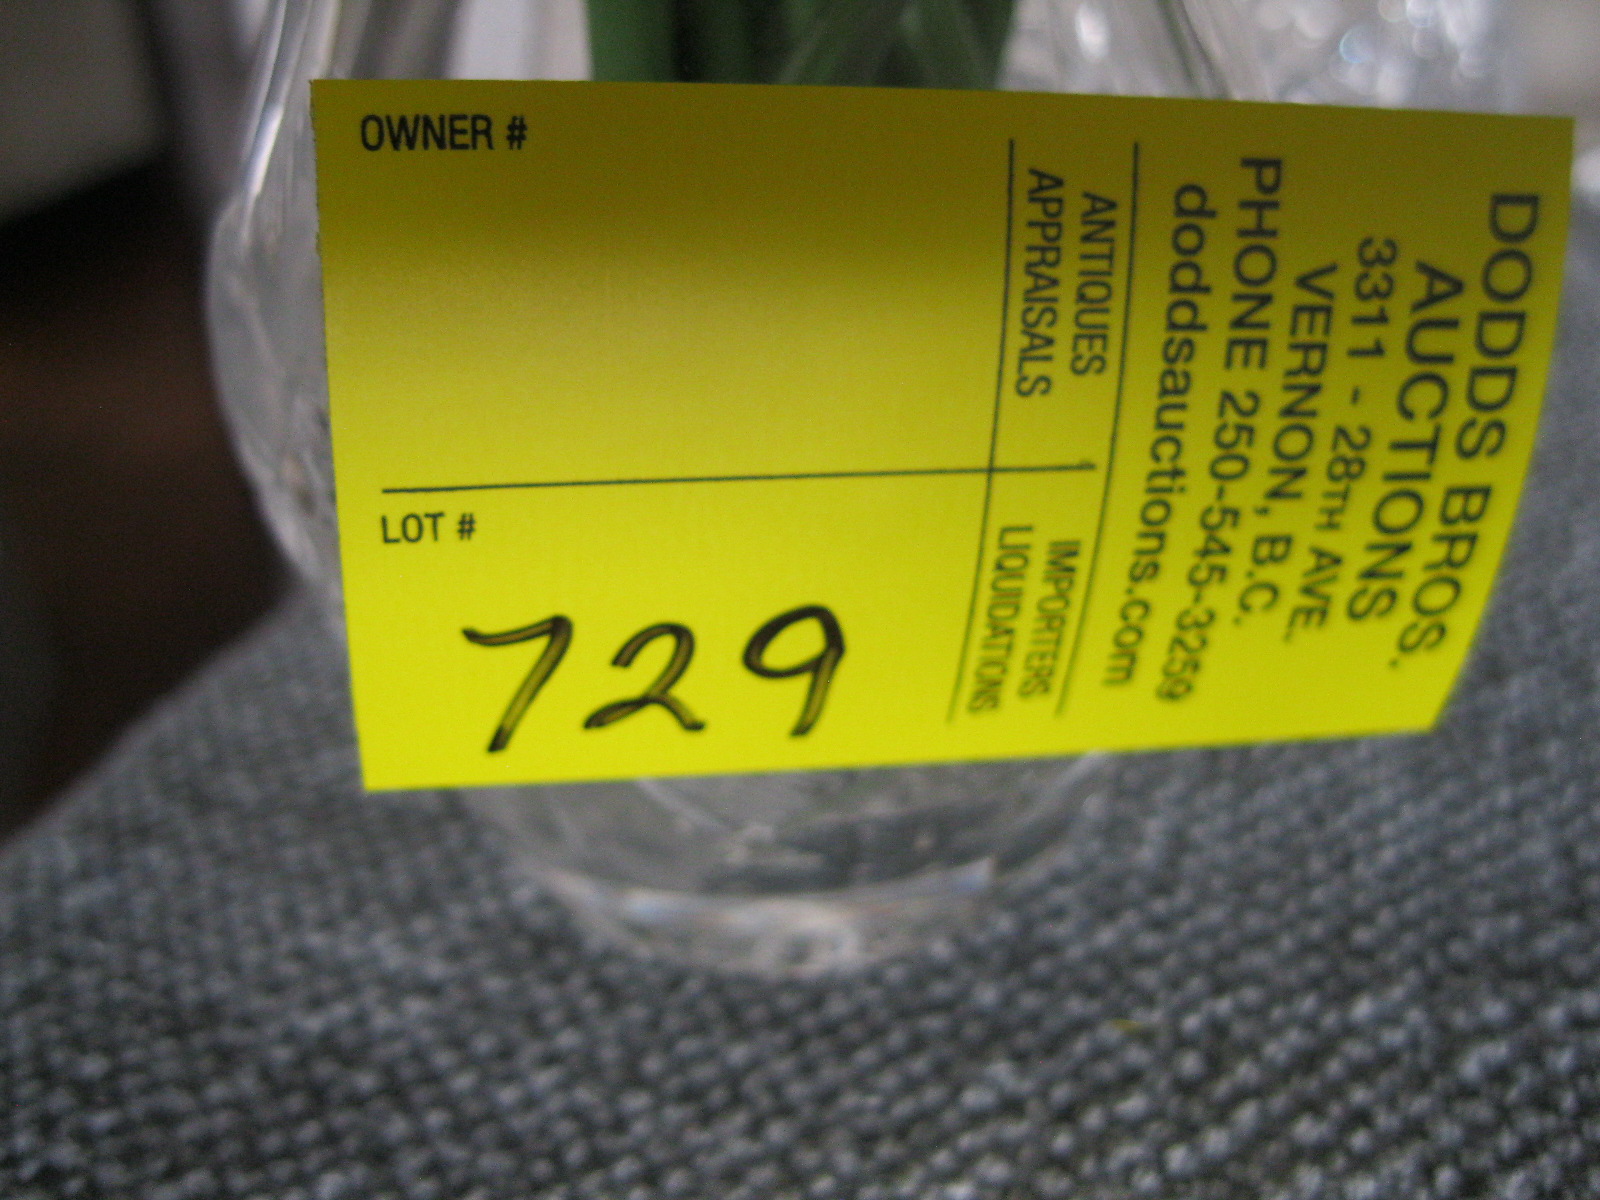 OWNER #
LOT #
729
DODDS BROS.
AUCTIONS
3311 - 28TH AVE.
VERNON, B.C.
PHONE 250-545-3259
doddsauctions.com
ANTIQUES
APPRAISALS
IMPORTERS
LIQUIDATIONS